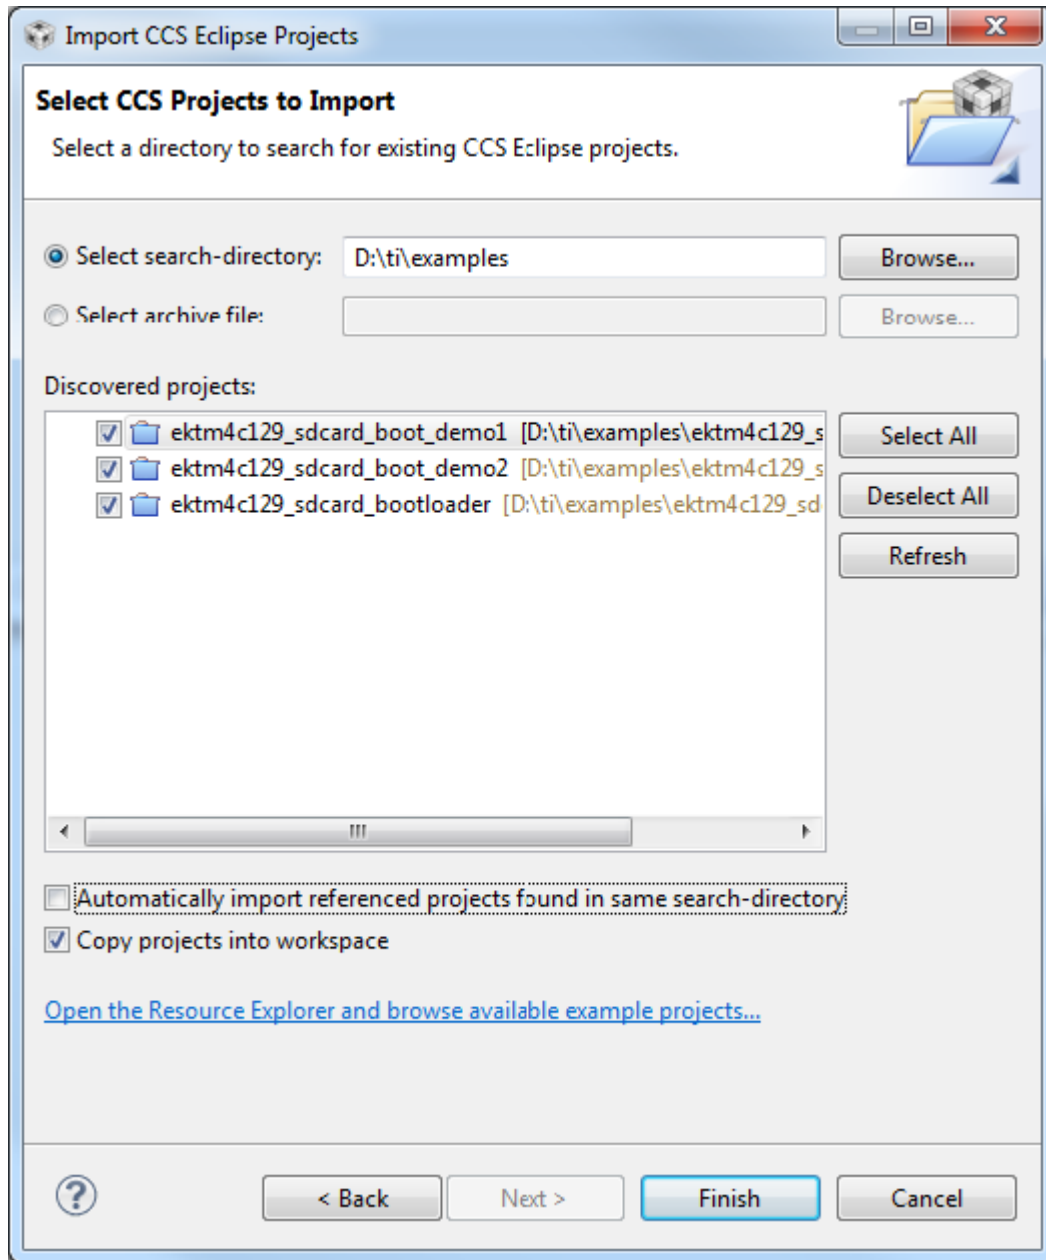 Import CCS Eclipse Projects
Select CCS Projects to Import
Select a directory to search for existing CCS Eclipse projects.
Select search-directory: D:\ti\examples Browse...
Select archive file: Browse...
Discovered projects:
ektm4c129_sdcard_boot_demo1 [D:\ti\examples\ektm4c129_s Select All
ektm4c129_sdcard_boot_demo2 [D:\ti\examples\ektm4c129_s
ektm4c129_sdcard_bootloader [D:\ti\examples\ektm4c129_sd Deselect All
Refresh
Automatically import referenced projects found in same search-directory
Copy projects into workspace
Open the Resource Explorer and browse available example projects...
? < Back Next > Finish Cancel